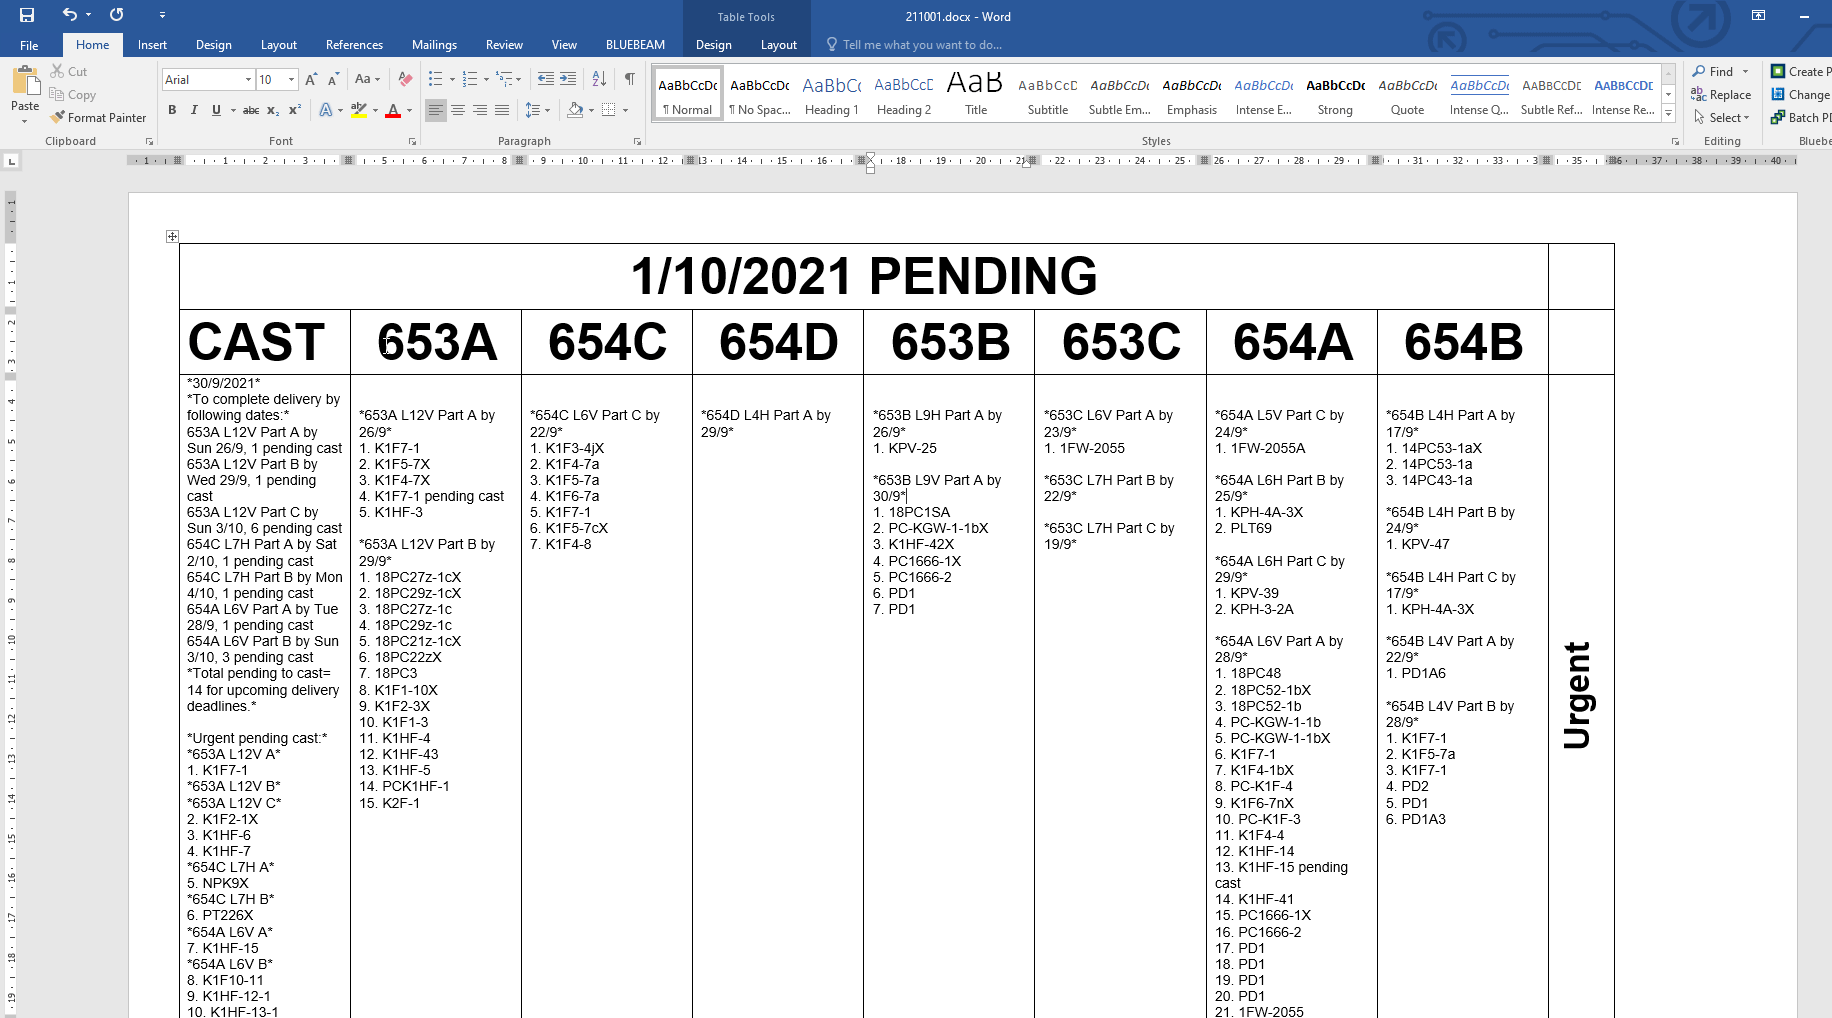 Table Tools
211001.docx - Word
File
Home
Insert
Design
Layout
References
Mailings
Review
View
BLUEBEAM
Design
Layout
Tell me what you want to do...
Paste
Cut
Copy
Format Painter
Clipboard
Arial
10
Font
Paragraph
AaBbCcDc
¶ Normal
AaBbCcDc
¶ No Spac...
AaBbCc
Heading 1
AaBbCcD
Heading 2
AaB
Title
AaBbCcD
Subtitle
AaBbCcDc
Subtle Em...
AaBbCcDc
Emphasis
AaBbCcDc
Intense E...
AaBbCcDc
Strong
AaBbCcDc
Quote
AaBbCcDc
Intense Q...
AABBCCDC
Subtle Ref...
AABBCCDC
Intense Re...
Styles
Find
Replace
Select
Editing
Create P
Change
Batch PD
Bluebe
1/10/2021 PENDING
CAST
653A
654C
654D
653B
653C
654A
654B
*30/9/2021*
*To complete delivery by
following dates:*
653A L12V Part A by
Sun 26/9, 1 pending cast
653A L12V Part B by
Wed 29/9, 1 pending
cast
653A L12V Part C by
Sun 3/10, 6 pending cast
654C L7H Part A by Sat
2/10, 1 pending cast
654C L7H Part B by Mon
4/10, 1 pending cast
654A L6V Part A by Tue
28/9, 1 pending cast
654A L6V Part B by Sun
3/10, 3 pending cast
*Total pending to cast=
14 for upcoming delivery
deadlines.*
*Urgent pending cast:*
*653A L12V A*
1. K1F7-1
*653A L12V B*
*653A L12V C*
2. K1F2-1X
3. K1HF-6
4. K1HF-7
*654C L7H A*
5. NPK9X
*654C L7H B*
6. PT226X
*654A L6V A*
7. K1HF-15
*654A L6V B*
8. K1F10-11
9. K1HF-12-1
10. K1HF-13-1
*653A L12V Part A by
26/9*
1. K1F7-1
2. K1F5-7X
3. K1F4-7X
4. K1F7-1 pending cast
5. K1HF-3
*653A L12V Part B by
29/9*
1. 18PC27z-1cX
2. 18PC29z-1cX
3. 18PC27z-1c
4. 18PC29z-1c
5. 18PC21z-1cX
6. 18PC22zX
7. 18PC3
8. K1F1-10X
9. K1F2-3X
10. K1F1-3
11. K1HF-4
12. K1HF-43
13. K1HF-5
14. PCK1HF-1
15. K2F-1
*654C L6V Part C by
22/9*
1. K1F3-4jX
2. K1F4-7a
3. K1F5-7a
4. K1F6-7a
5. K1F7-1
6. K1F5-7cX
7. K1F4-8
*654D L4H Part A by
29/9*
*653B L9H Part A by
26/9*
1. KPV-25
*653B L9V Part A by
30/9*
1. 18PC1SA
2. PC-KGW-1-1bX
3. K1HF-42X
4. PC1666-1X
5. PC1666-2
6. PD1
7. PD1
*653C L6V Part A by
23/9*
1. 1FW-2055
*653C L7H Part B by
22/9*
*653C L7H Part C by
19/9*
*654A L5V Part C by
24/9*
1. 1FW-2055A
*654A L6H Part B by
25/9*
1. KPH-4A-3X
2. PLT69
*654A L6H Part C by
29/9*
1. KPV-39
2. KPH-3-2A
*654A L6V Part A by
28/9*
1. 18PC48
2. 18PC52-1bX
3. 18PC52-1b
4. PC-KGW-1-1b
5. PC-KGW-1-1bX
6. K1F7-1
7. K1F4-1bX
8. PC-K1F-4
9. K1F6-7nX
10. PC-K1F-3
11. K1F4-4
12. K1HF-14
13. K1HF-15 pending
cast
14. K1HF-41
15. PC1666-1X
16. PC1666-2
17. PD1
18. PD1
19. PD1
20. PD1
21. 1FW-2055
*654B L4H Part A by
17/9*
1. 14PC53-1aX
2. 14PC53-1a
3. 14PC43-1a
*654B L4H Part B by
24/9*
1. KPV-47
*654B L4H Part C by
17/9*
1. KPH-4A-3X
*654B L4V Part A by
22/9*
1. PD1A6
*654B L4V Part B by
28/9*
1. K1F7-1
2. K1F5-7a
3. K1F7-1
4. PD2
5. PD1
6. PD1A3
Urgent